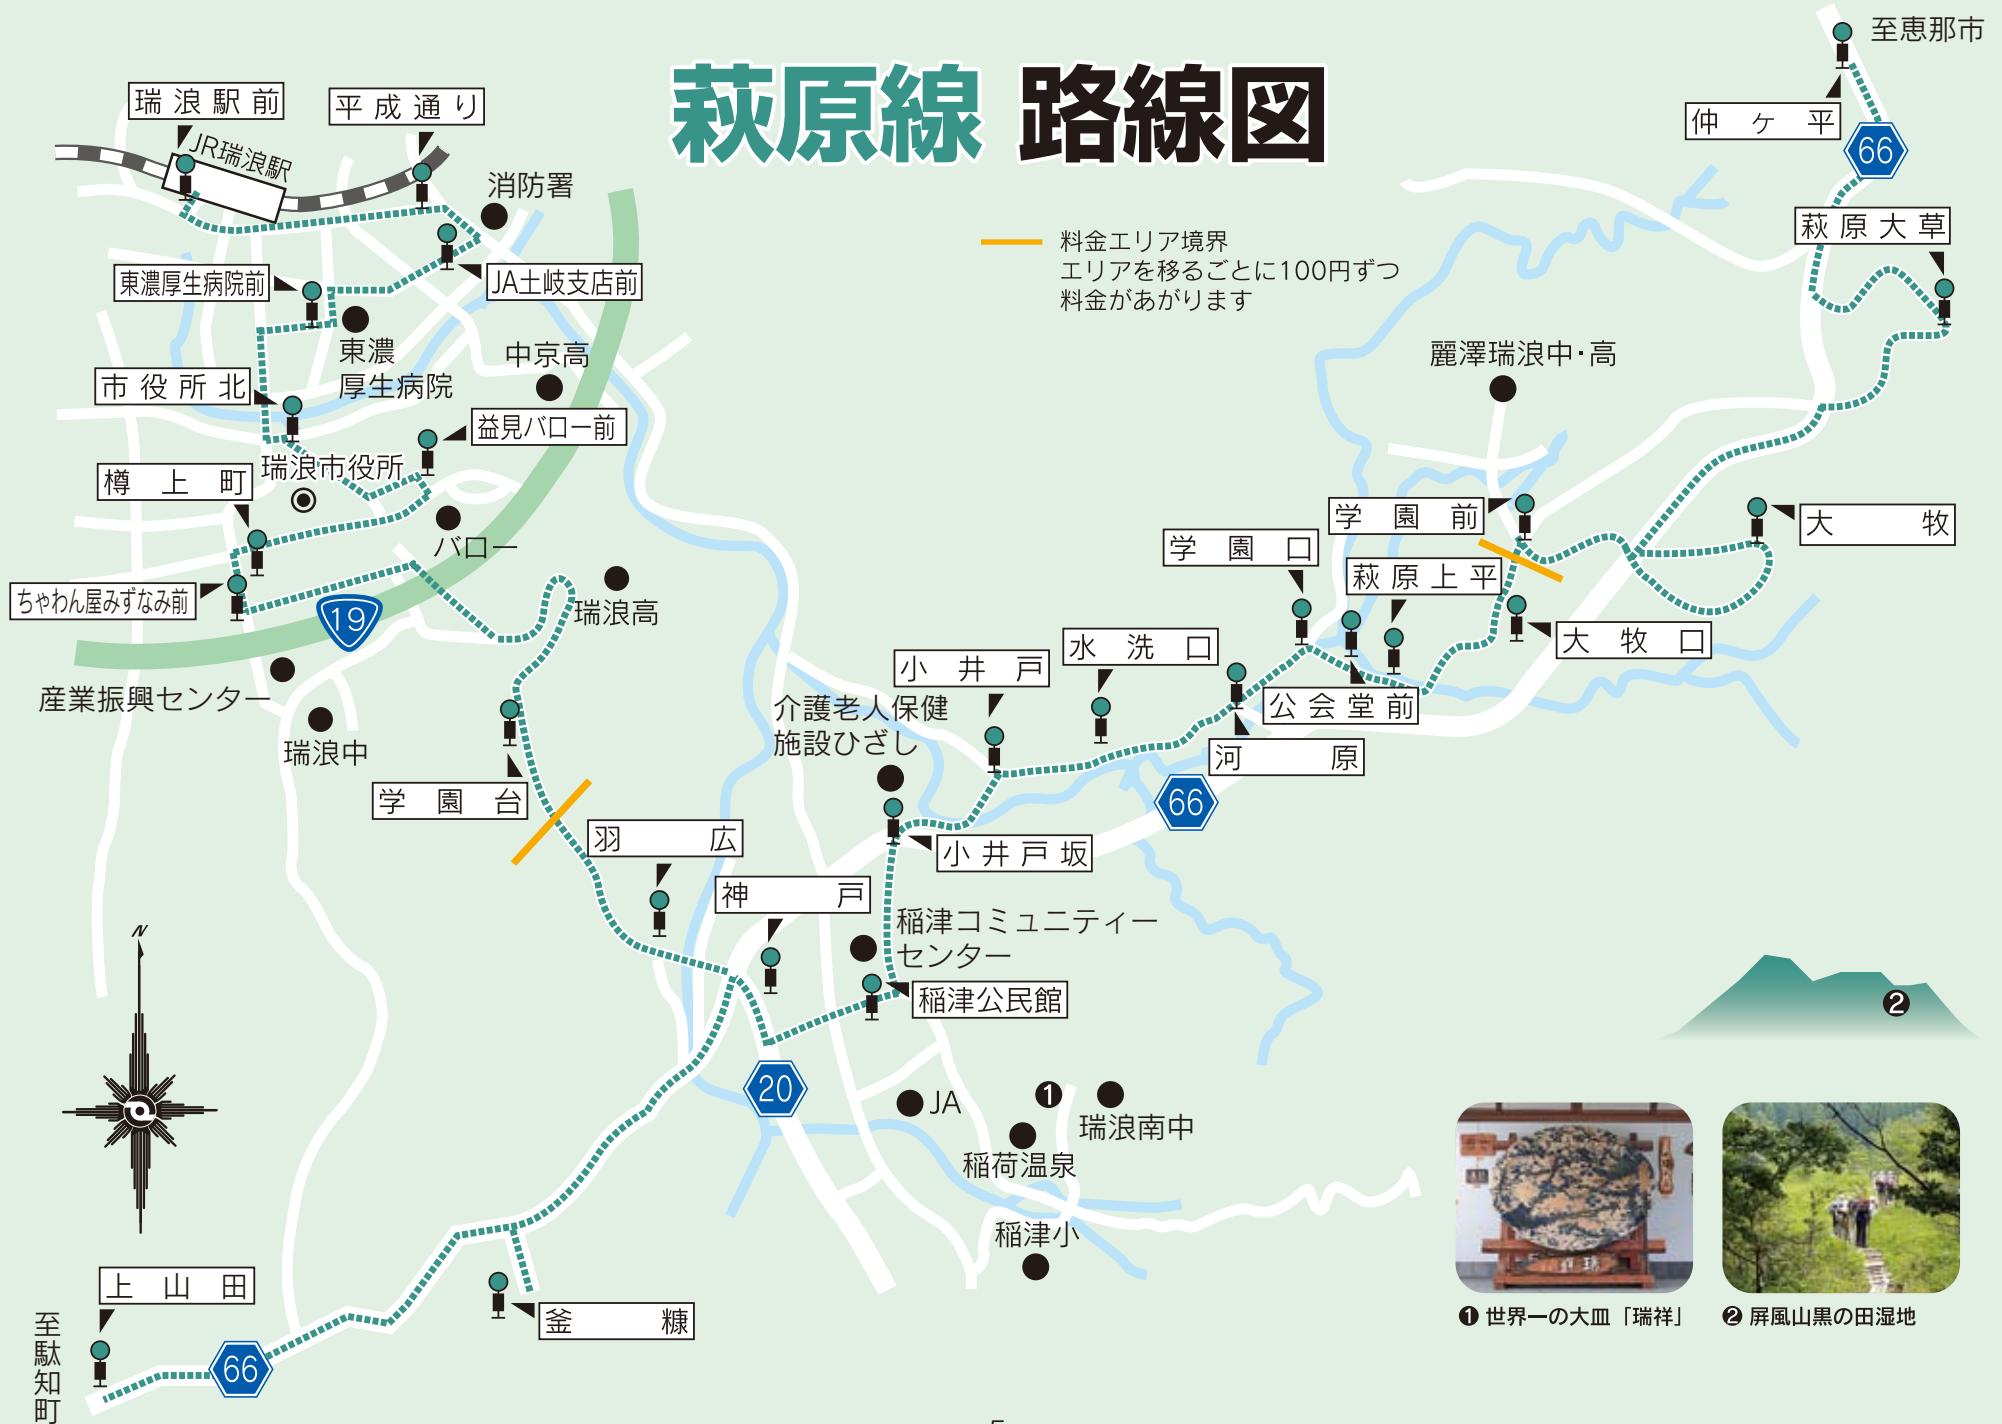 萩原線 路線図
至恵那市
仲ヶ平
66
萩原大草
瑞浪駅前
平成通り
JR瑞浪駅
消防署
料金エリア境界
エリアを移るごとに100円ずつ
料金があがります
東濃厚生病院前
JA土岐支店前
東濃
厚生病院
中京高
麗澤瑞浪中・高
市役所北
益見バロー前
瑞浪市役所
樽上町
バロー
学園前
大牧
学園口
萩原上平
ちゃわん屋みずなみ前
19
瑞浪高
水洗口
大牧口
小井戸
産業振興センター
瑞浪中
介護老人保健
施設ひざし
公会堂前
河原
学園台
66
羽広
小井戸坂
神戸
稲津コミュニティー
センター
稲津公民館
N
2
20
JA
1
瑞浪南中
稲荷温泉
稲津小
上山田
釜糠
至駄知町
66
1 世界一の大皿「瑞祥」
2 屏風山黒の田湿地